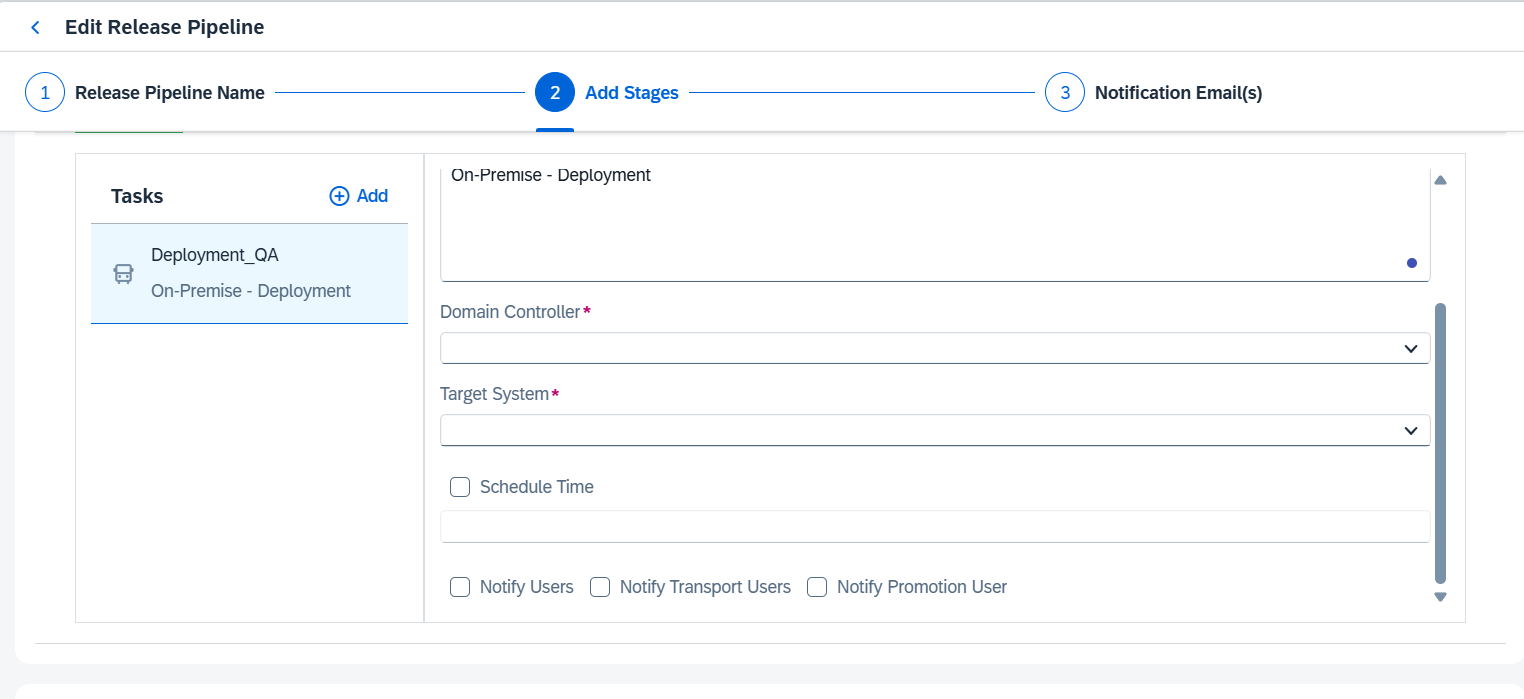 Edit Release Pipeline
1 Release Pipeline Name 2 Add Stages 3 Notification Email(s)
Tasks Add
Deployment_QA
On-Premise - Deployment
On-Premise - Deployment
Domain Controller*
Target System*
Schedule Time
Notify Users Notify Transport Users Notify Promotion User